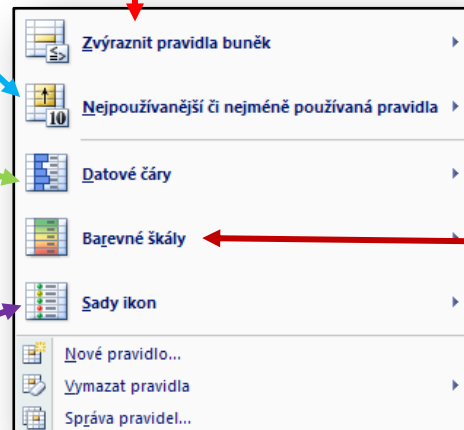 Zvýraznit pravidla buněk
Nejpoužívanější či nejméně používaná pravidla
10
Datové čáry
Barevné škály
Sady ikon
Nové pravidlo...
Vymazat pravidla
Správa pravidel...